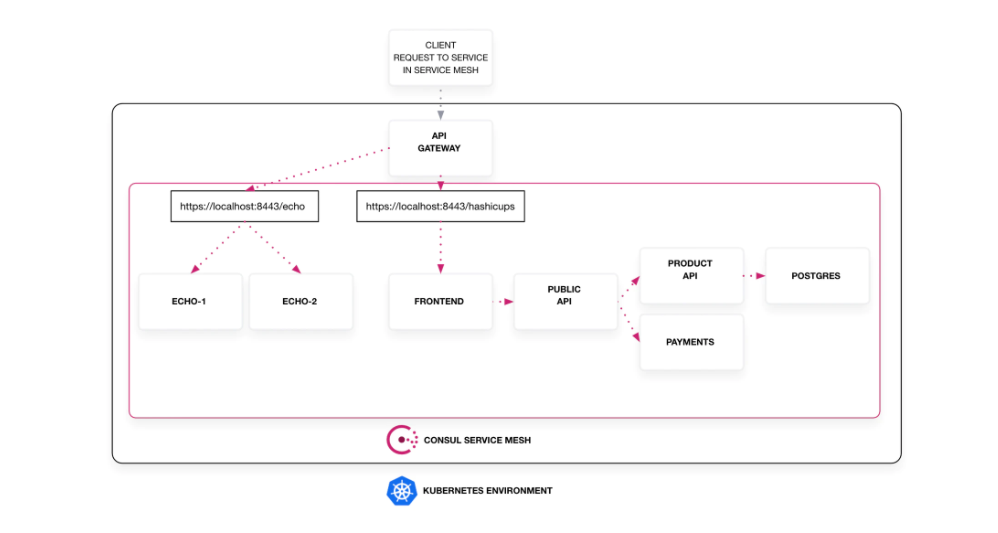 CLIENT
REQUEST TO SERVICE
IN SERVICE MESH
API
GATEWAY
https://localhost:8443/echo
https://localhost:8443/hashicups
ECHO-1
ECHO-2
FRONTEND
PUBLIC
API
PRODUCT
API
POSTGRES
PAYMENTS
CONSUL SERVICE MESH
KUBERNETES ENVIRONMENT